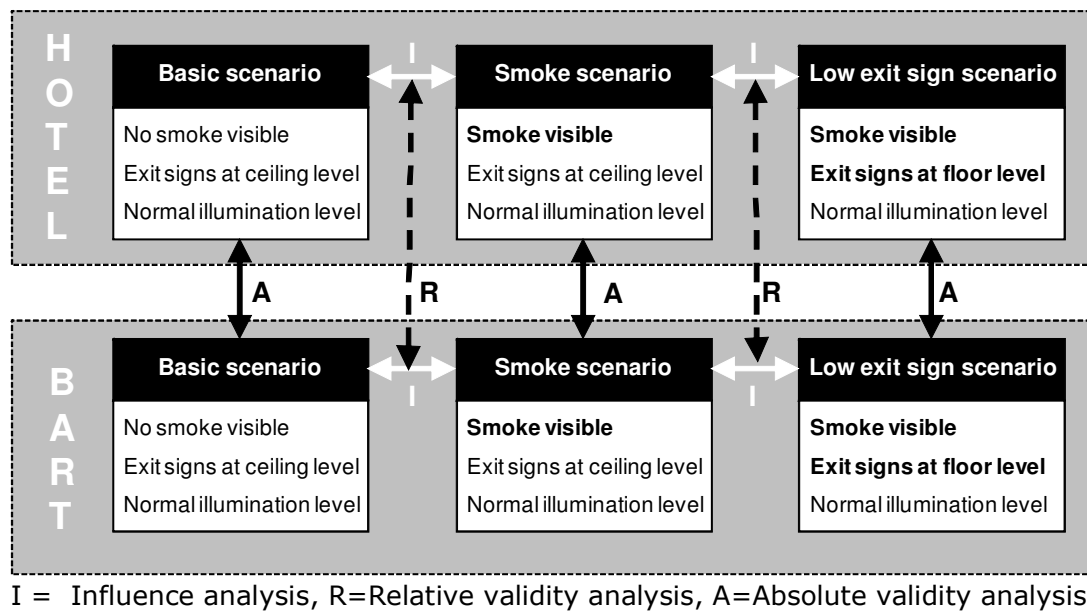 HOTEL
I
I
Basic scenario
Smoke scenario
Low exit sign scenario
No smoke visible
Exit signs at ceiling level
Normal illumination level
Smoke visible
Exit signs at ceiling level
Normal illumination level
Smoke visible
Exit signs at floor level
Normal illumination level
A
R
A
R
A
BART
Basic scenario
Smoke scenario
Low exit sign scenario
I
I
No smoke visible
Exit signs at ceiling level
Normal illumination level
Smoke visible
Exit signs at ceiling level
Normal illumination level
Smoke visible
Exit signs at floor level
Normal illumination level
I = Influence analysis, R=Relative validity analysis, A=Absolute validity analysis